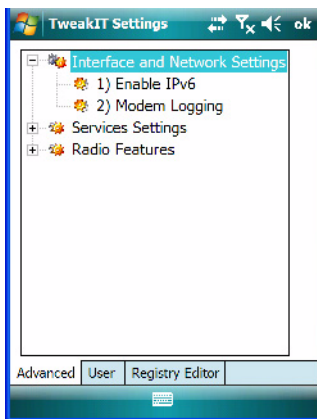 TweakIT Settings ok
Interface and Network Settings
1) Enable IPv6
2) Modem Logging
Services Settings
Radio Features
Advanced User Registry Editor